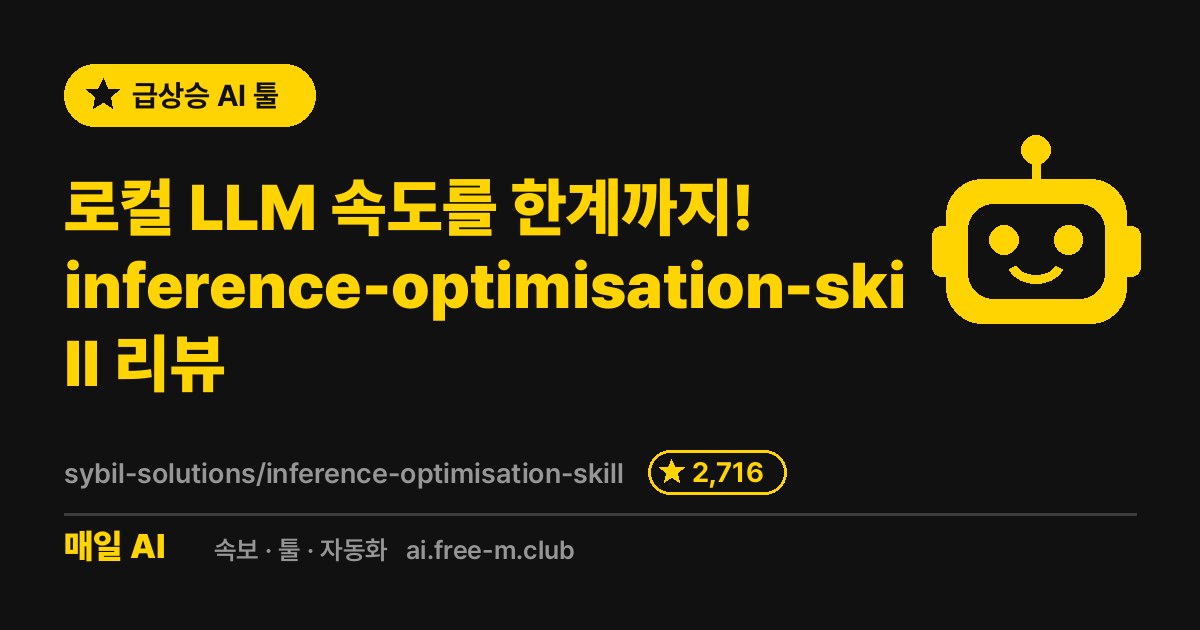 ★ 급상승 AI 툴
로컬 LLM 속도를 한계까지!
inference-optimisation-ski
ll 리뷰
sybil-solutions/inference-optimisation-skill ★ 2,716
매일 AI 속보 · 툴 · 자동화 ai.free-m.club